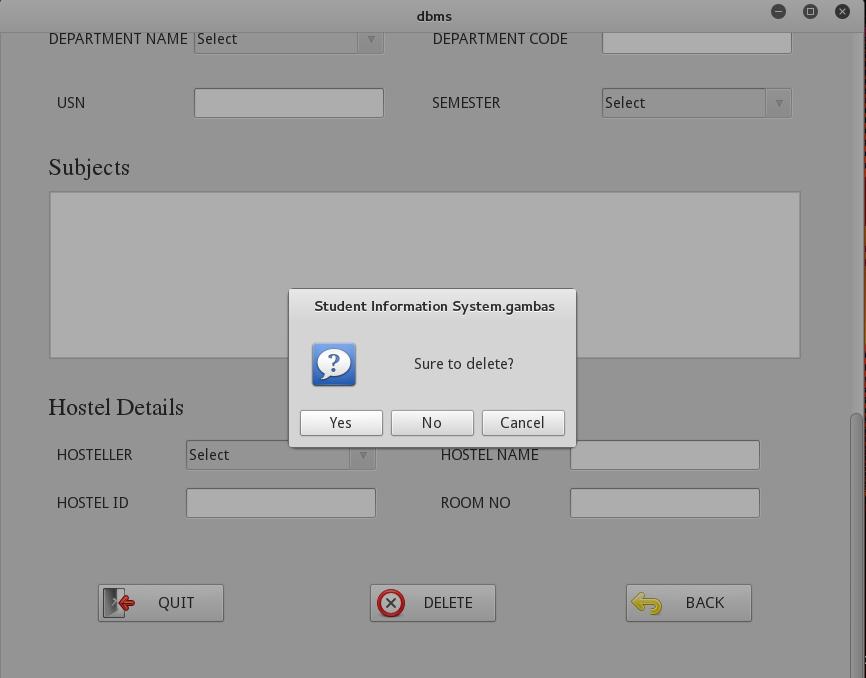 dbms
DEPARTMENT NAME Select DEPARTMENT CODE
USN SEMESTER Select
Subjects
Student Information System.gambas
Sure to delete?
Yes No Cancel
Hostel Details
HOSTELLER Select HOSTEL NAME
HOSTEL ID ROOM NO
QUIT DELETE BACK